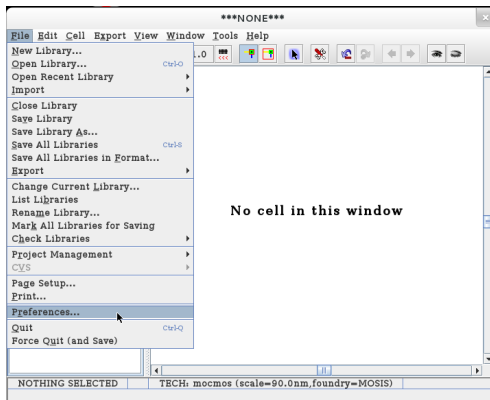 ***NONE***
File Edit Cell Export View Window Tools Help
New Library...
Open Library... Ctrl-O
Open Recent Library
Import
Close Library
Save Library
Save Library As...
Save All Libraries Ctrl-S
Save All Libraries in Format...
Export
Change Current Library...
List Libraries
Rename Library...
Mark All Libraries for Saving
Check Libraries
Project Management
CVS
Page Setup...
Print...
Preferences...
Quit Ctrl-Q
Force Quit (and Save)
.0
No cell in this window
NOTHING SELECTED TECH: mocmos (scale=90.0nm,foundry=MOSIS)